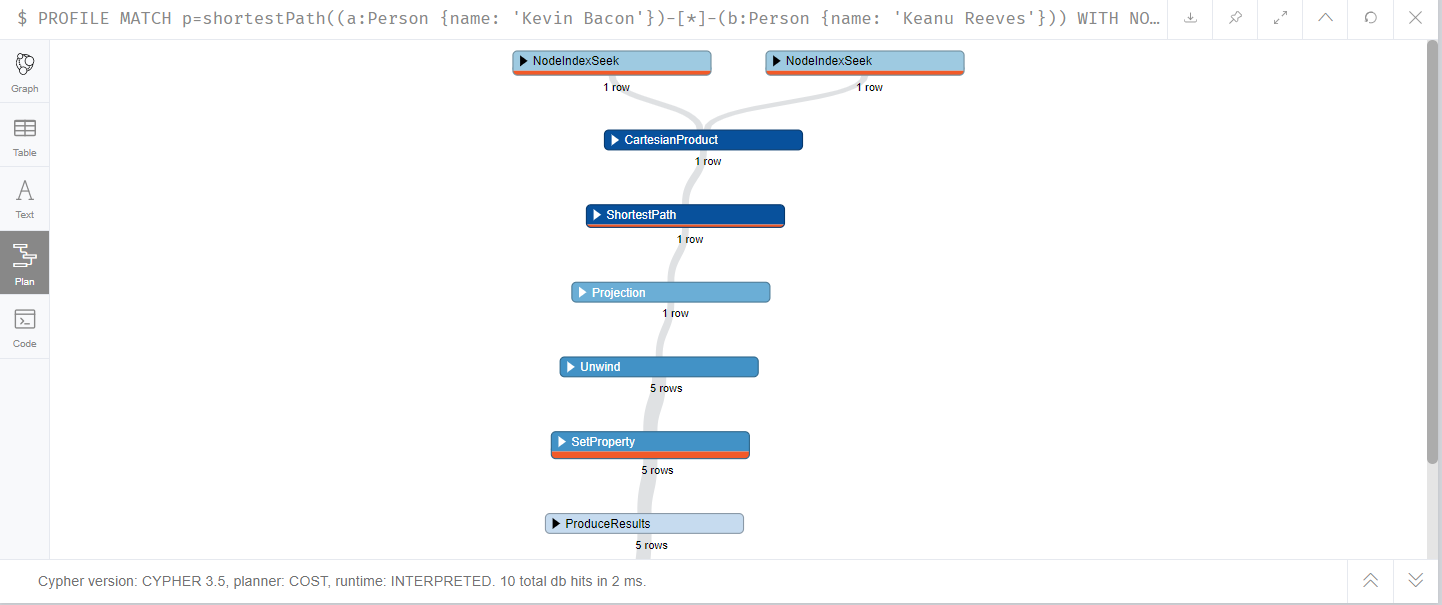 $ PROFILE MATCH p=shortestPath((a:Person {name: 'Kevin Bacon'})-[*]-(b:Person {name: 'Keanu Reeves'})) WITH NO…
Graph
Table
Text
Plan
Code
NodeIndexSeek
NodeIndexSeek
1 row
1 row
CartesianProduct
1 row
ShortestPath
1 row
Projection
1 row
Unwind
5 rows
SetProperty
5 rows
ProduceResults
5 rows
Cypher version: CYPHER 3.5, planner: COST, runtime: INTERPRETED. 10 total db hits in 2 ms.